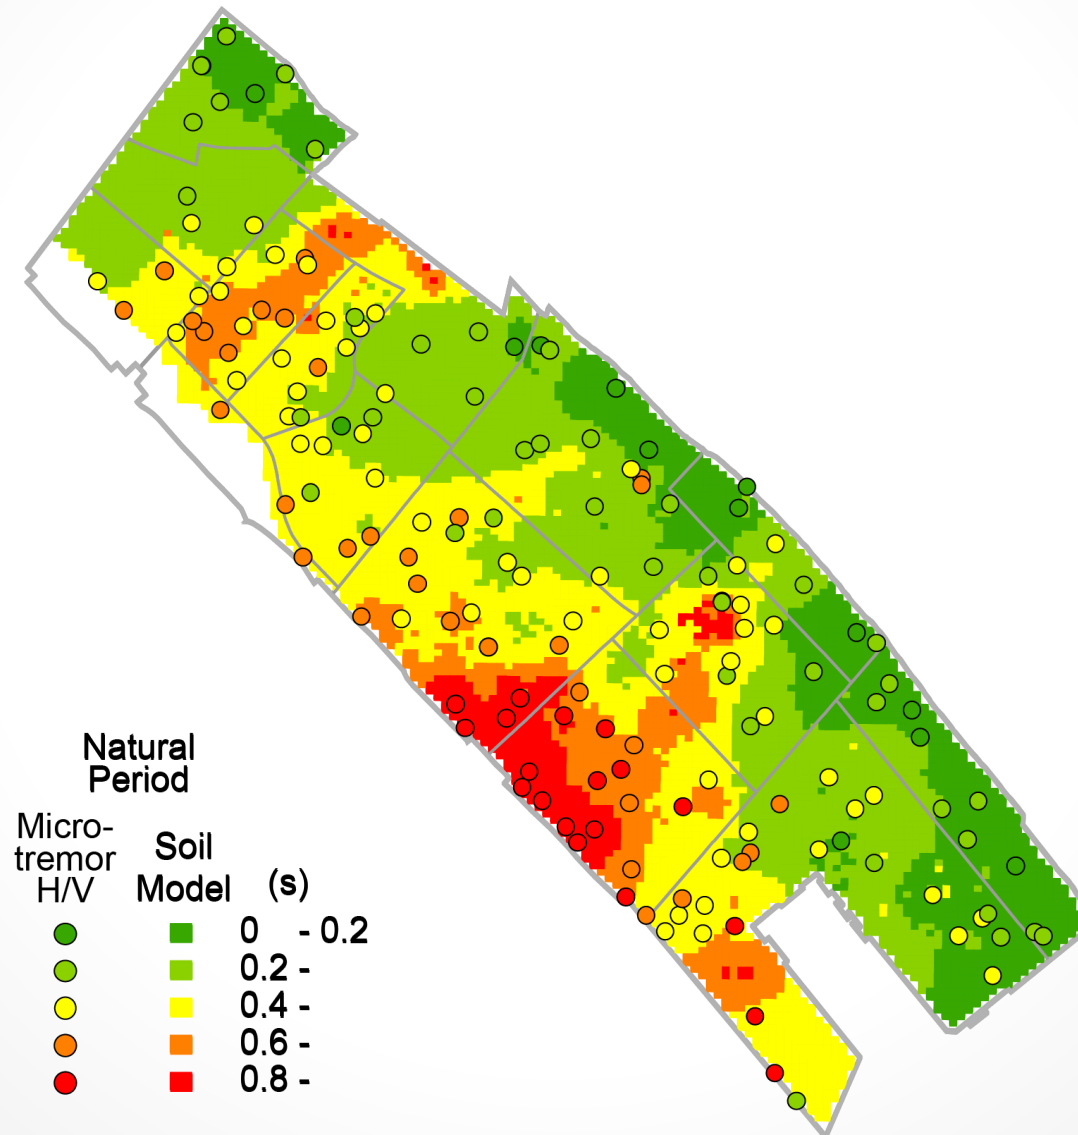 Natural
Period
Micro-
tremor
H/V
Soil
Model
(s)
0 - 0.2
0.2 -
0.4 -
0.6 -
0.8 -